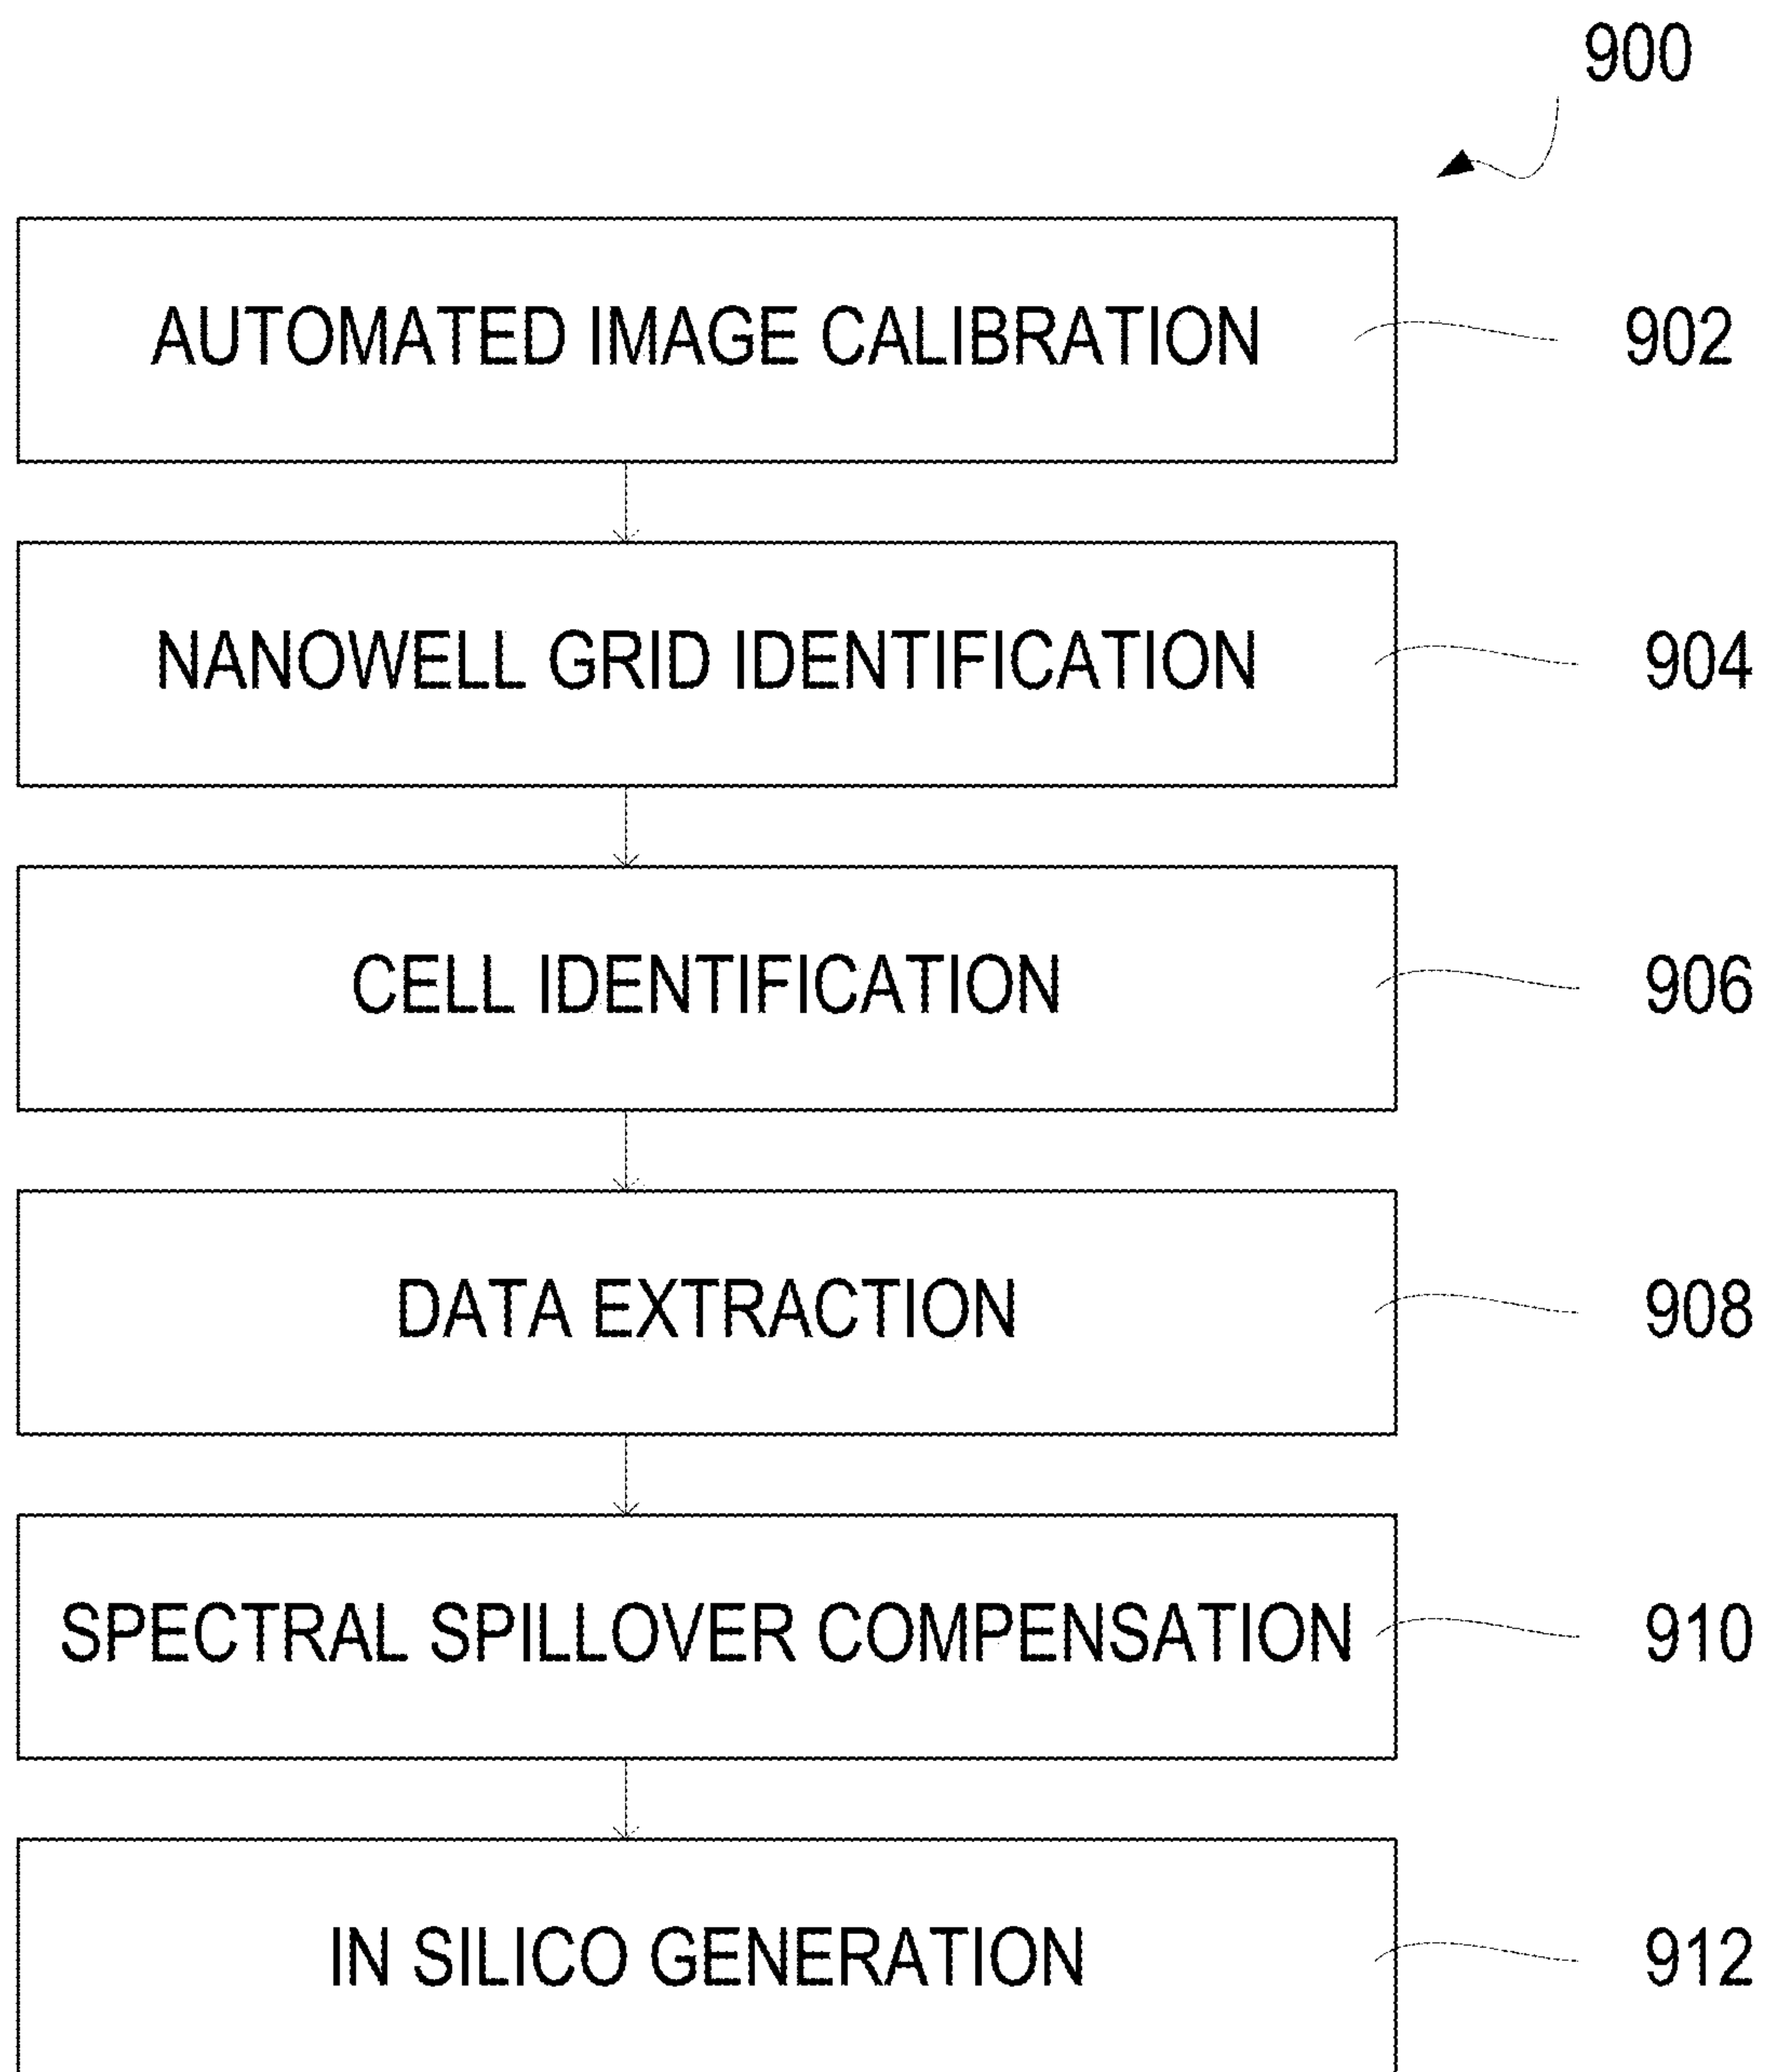 900
AUTOMATED IMAGE CALIBRATION 902
NANOWELL GRID IDENTIFICATION 904
CELL IDENTIFICATION 906
DATA EXTRACTION 908
SPECTRAL SPILLOVER COMPENSATION 910
IN SILICO GENERATION 912